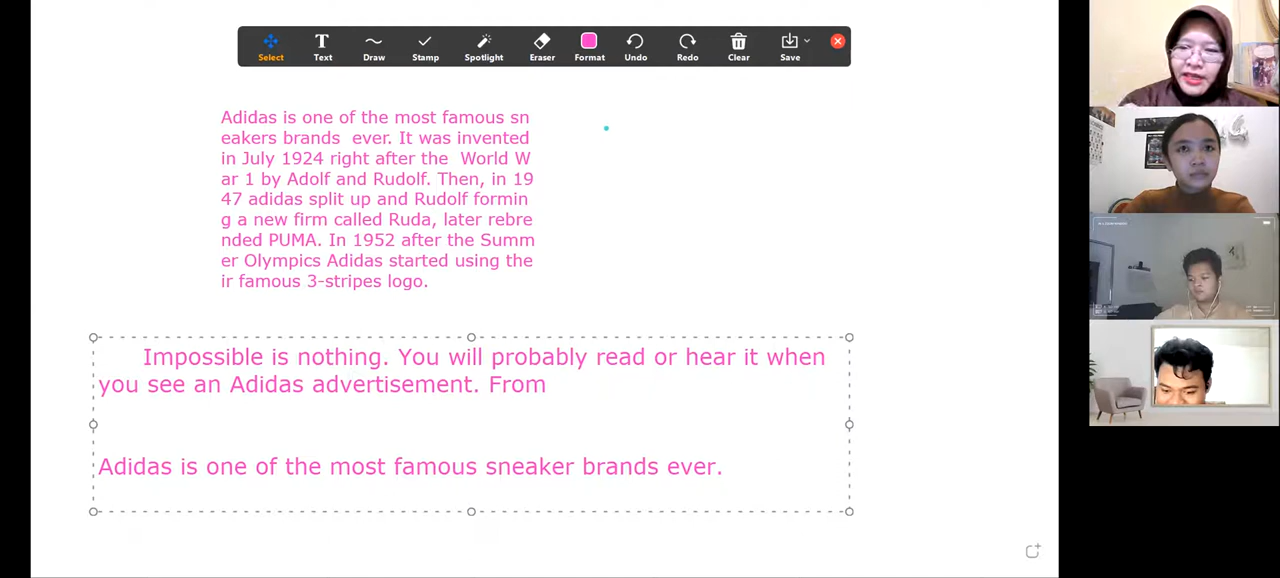 Select Text Draw Stamp Spotlight Eraser Format Undo Redo Clear Save
Adidas is one of the most famous sn
eakers brands  ever. It was invented
in July 1924 right after the  World W
ar 1 by Adolf and Rudolf. Then, in 19
47 adidas split up and Rudolf formin
g a new firm called Ruda, later rebre
nded PUMA. In 1952 after the Summ
er Olympics Adidas started using the
ir famous 3-stripes logo.
Impossible is nothing. You will probably read or hear it when
you see an Adidas advertisement. From
Adidas is one of the most famous sneaker brands ever.